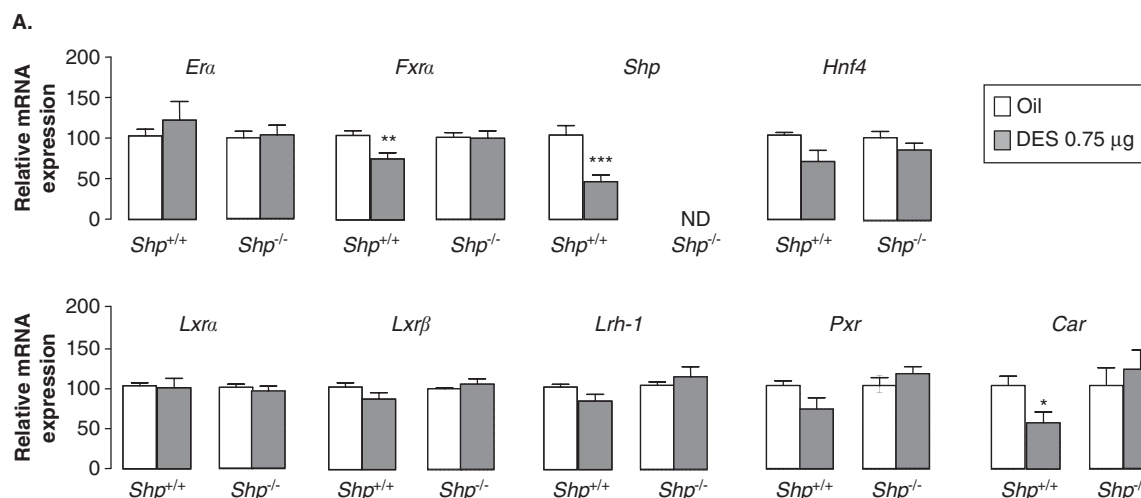 A.
Relative mRNA
expression
200
150
100
50
0
Erα
Fxrα
Shp
Hnf4
**
***
ND
Shp+/+ Shp-/- Shp+/+ Shp-/- Shp+/+ Shp-/- Shp+/+ Shp-/-
Oil
DES 0.75 µg
Relative mRNA
expression
200
150
100
50
0
Lxrα
Lxrβ
Lrh-1
Pxr
Car
*
Shp+/+ Shp-/- Shp+/+ Shp-/- Shp+/+ Shp-/- Shp+/+ Shp-/- Shp+/+ Shp-/